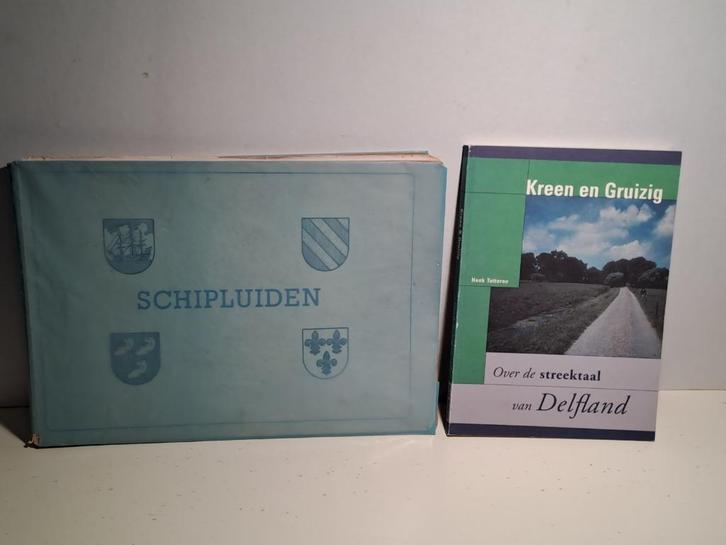 SCHIPLUIDEN
Kreen en Gruizig
Henk Tetteroo
Over de streektaal
van Delfland